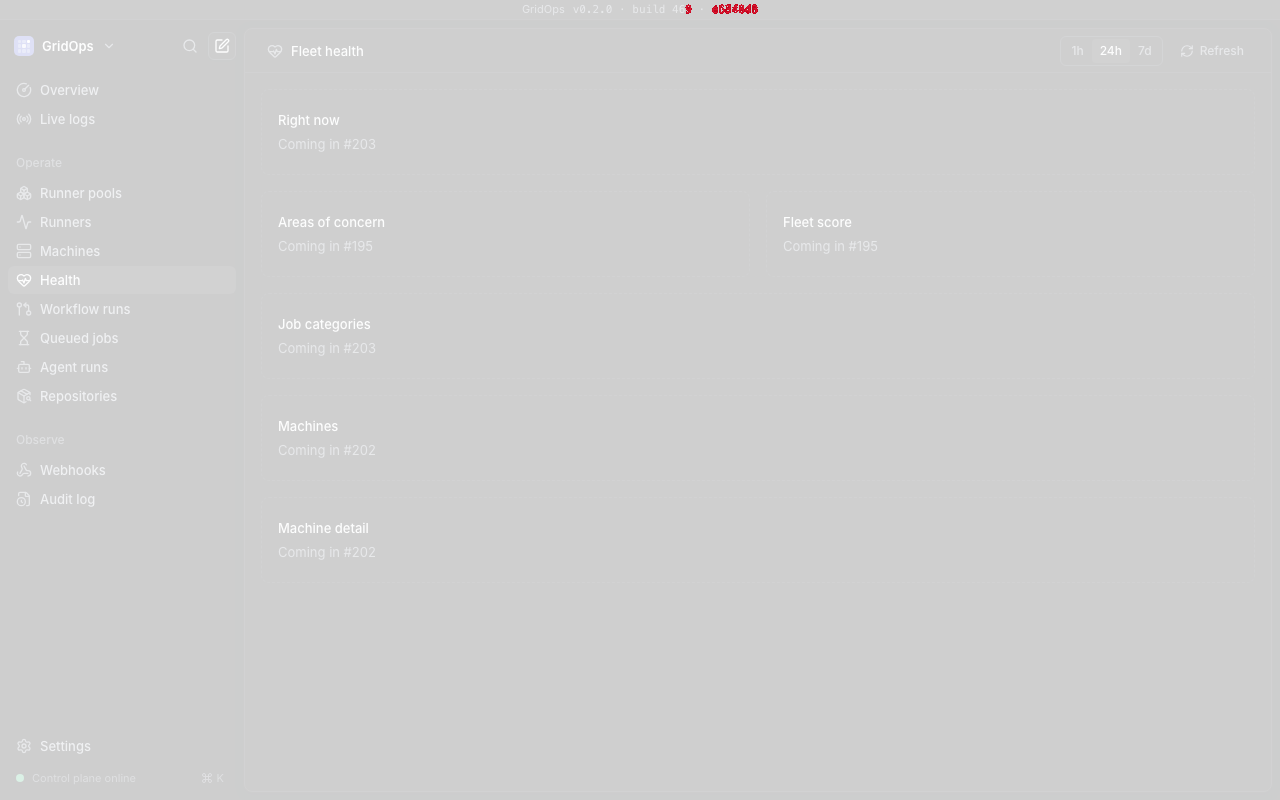 GridOps v0.2.0 · build
GridOps
Fleet health
1h 24h 7d
Refresh
Overview
Live logs
Operate
Runner pools
Runners
Machines
Health
Workflow runs
Queued jobs
Agent runs
Repositories
Observe
Webhooks
Audit log
Settings
Control plane online
⌘ K
Right now
Coming in #203
Areas of concern
Coming in #195
Fleet score
Coming in #195
Job categories
Coming in #203
Machines
Coming in #202
Machine detail
Coming in #202